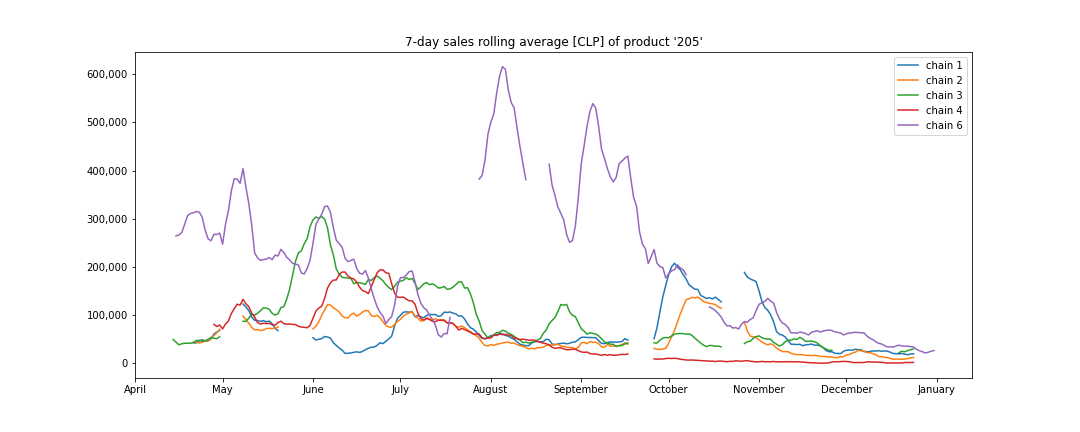 7-day sales rolling average [CLP] of product '205'
600,000
500,000
400,000
300,000
200,000
100,000
0
chain 1
chain 2
chain 3
chain 4
chain 6
April May June July August September October November December January